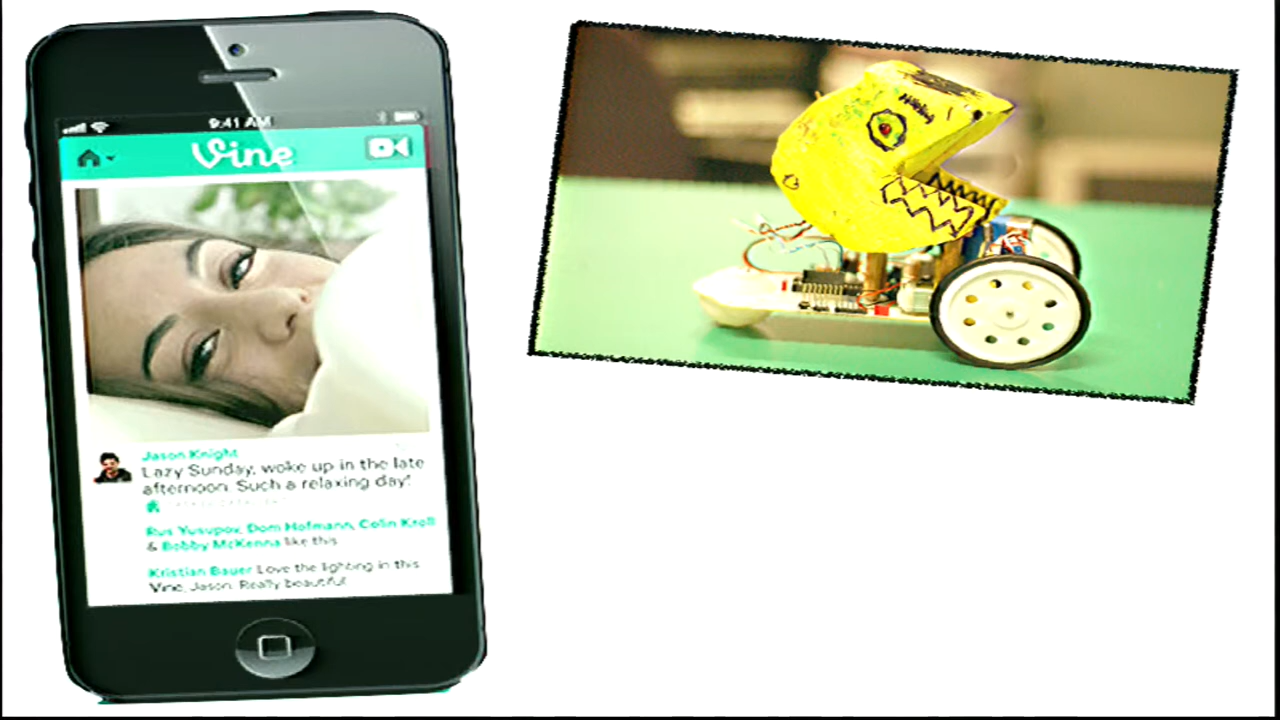 9:41 AM
Vine
Jason Knight
Lazy Sunday, woke up in the late
afternoon. Such a relaxing day!
Rus Yusupov, Dom Hofmann, Colin Kroll
& Bobby McKenna like this
Kristian Bauer Love the lighting in this
Vine, Jason. Really beautiful!